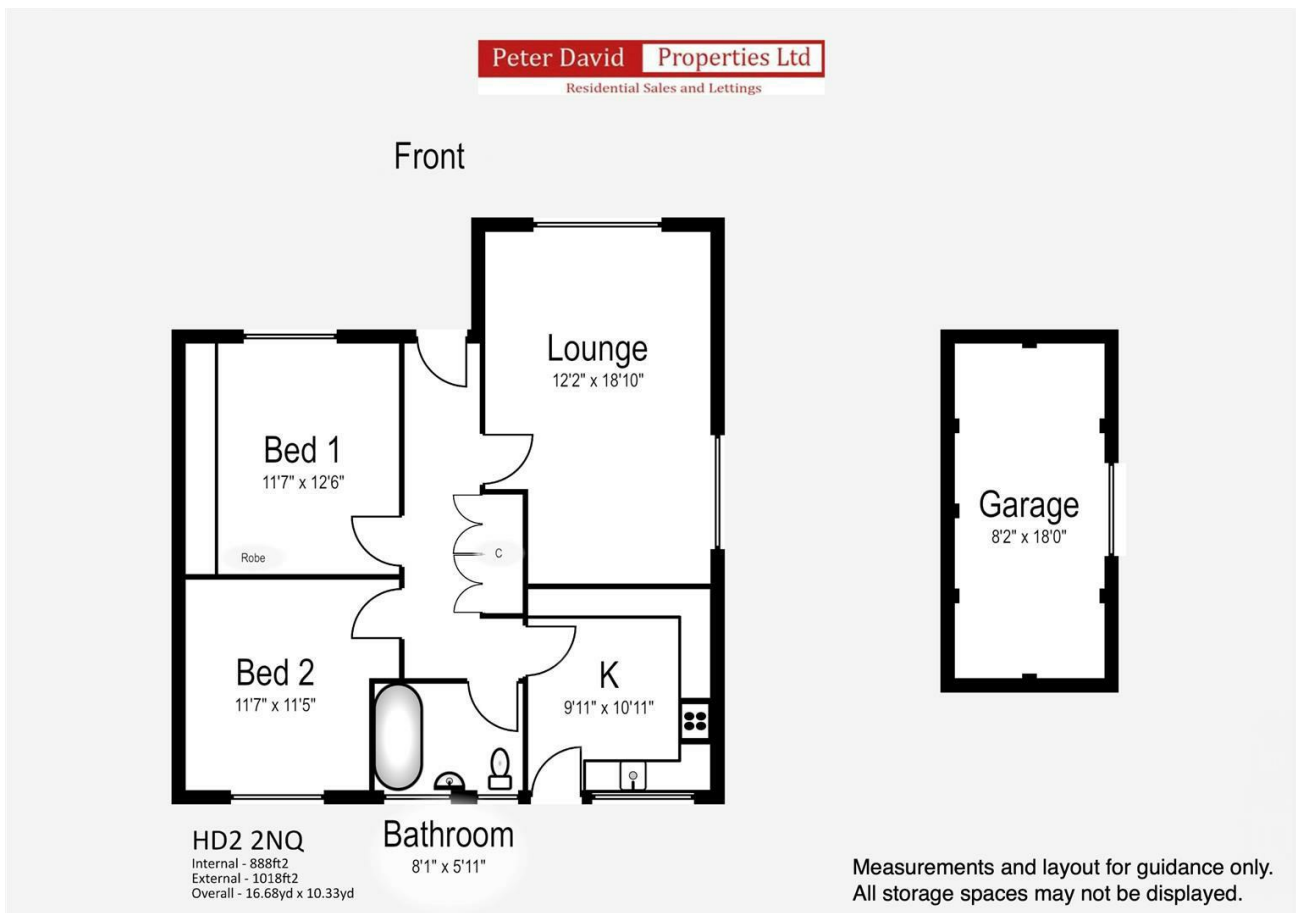 Peter David Properties Ltd
Residential Sales and Lettings
Front
Lounge
12'2" x 18'10"
Bed 1
11'7" x 12'6"
Robe
C
Garage
8'2" x 18'0"
Bed 2
11'7" x 11'5"
K
9'11" x 10'11"
Bathroom
8'1" x 5'11"
HD2 2NQ
Internal - 888ft2
External - 1018ft2
Overall - 16.68yd x 10.33yd
Measurements and layout for guidance only.
All storage spaces may not be displayed.